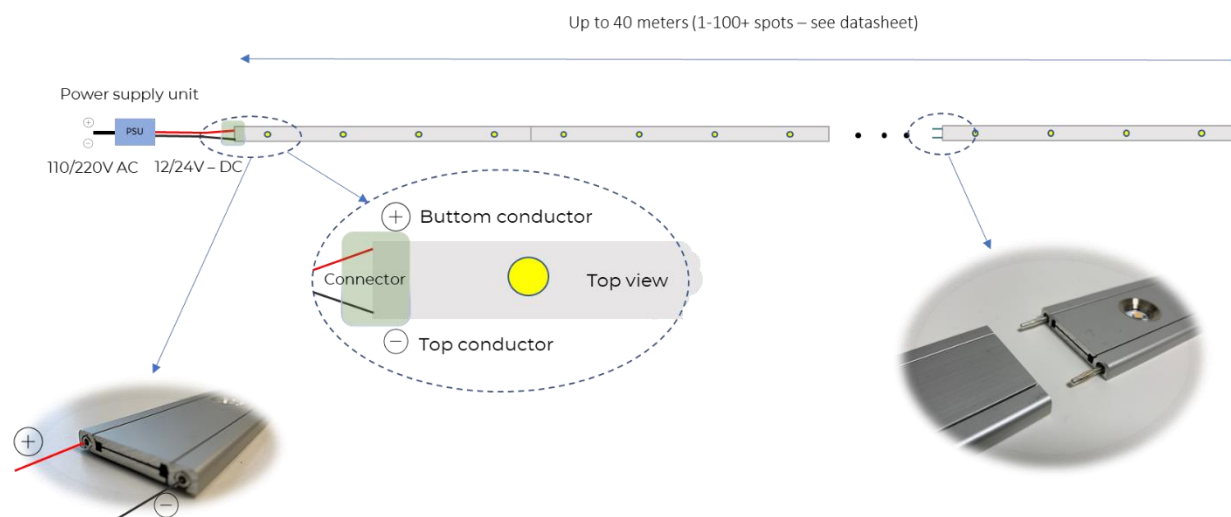 Up to 40 meters (1-100+ spots – see datasheet)
Power supply unit
+
PSU
−
110/220V AC
12/24V – DC
+ Buttom conductor
Connector
Top view
− Top conductor
+
−